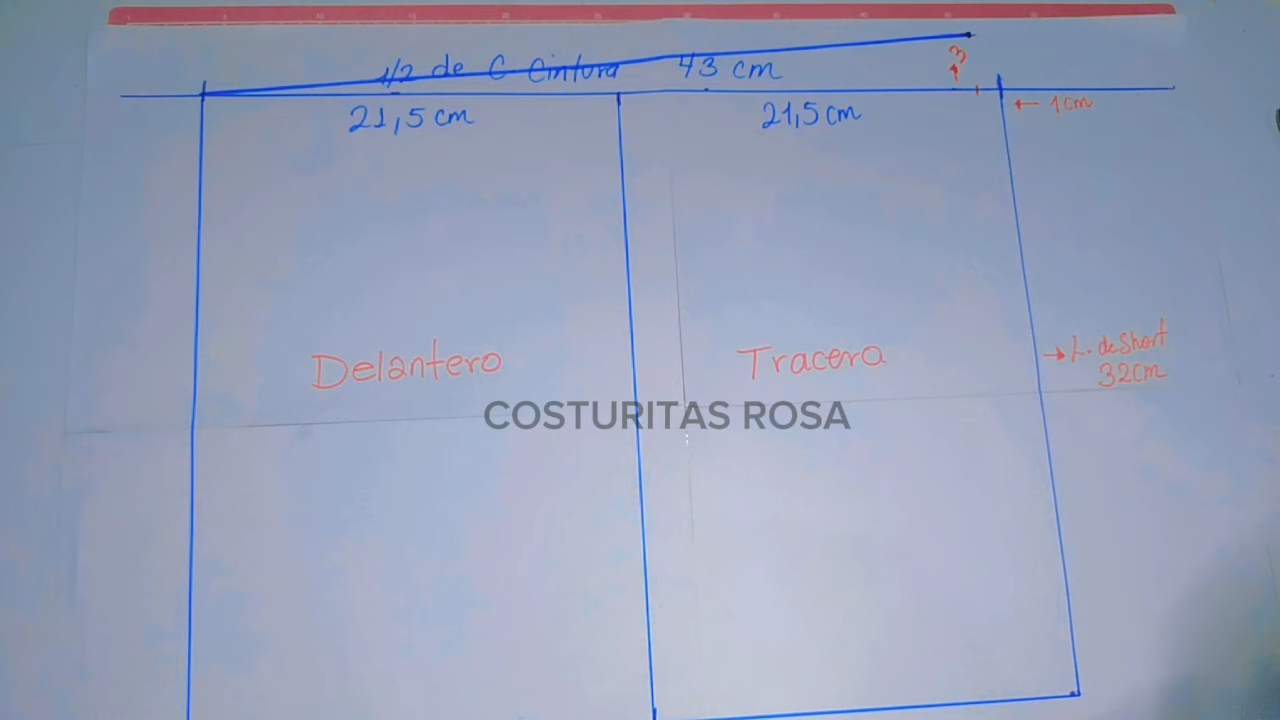 1/2 de C Cintura 43 cm
3
21,5 cm
21,5 cm
← 1cm
Delantero
Tracera
→ L. de Short
32cm
COSTURITAS ROSA